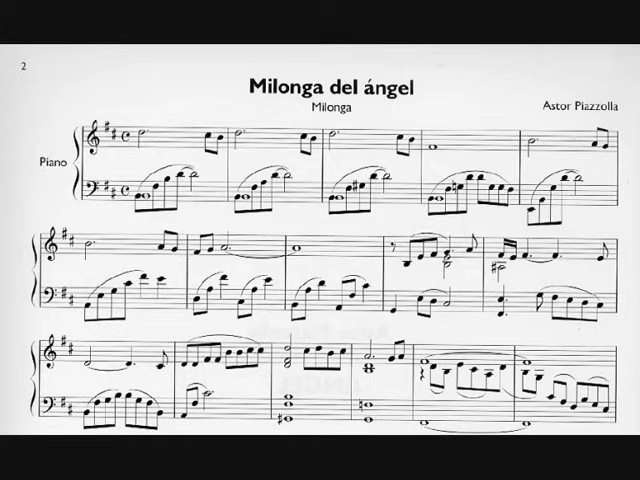 2
Milonga del ángel
Milonga
Astor Piazzolla
Piano